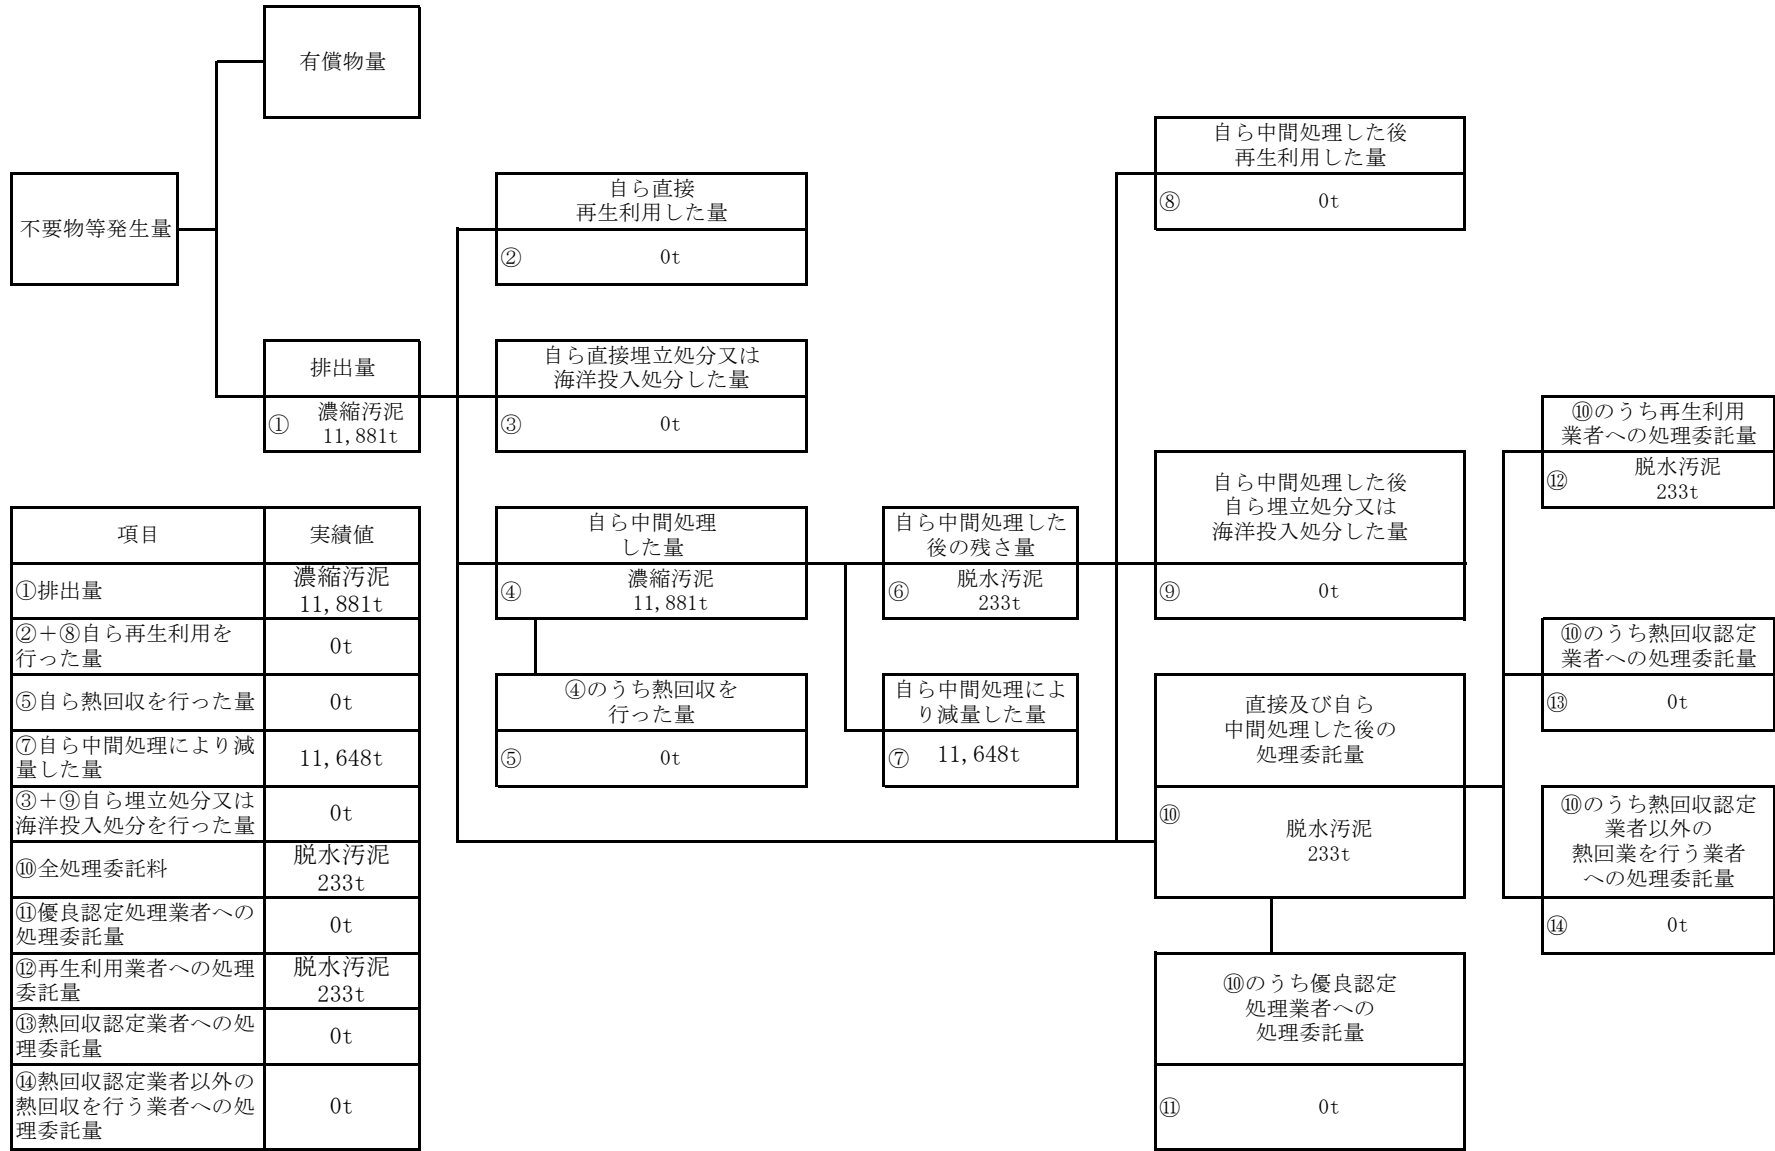 有償物量
不要物等発生量
排出量
①
濃縮汚泥
11,881t
自ら直接
再生利用した量
②
0t
自ら直接埋立処分又は
海洋投入処分した量
③
0t
自ら中間処理
した量
④
濃縮汚泥
11,881t
④のうち熱回収を
行った量
⑤
0t
自ら中間処理した
後の残さ量
⑥
脱水汚泥
233t
自ら中間処理によ
り減量した量
⑦
11,648t
自ら中間処理した後
再生利用した量
⑧
0t
自ら中間処理した後
自ら埋立処分又は
海洋投入処分した量
⑨
0t
直接及び自ら
中間処理した後の
処理委託量
⑩
脱水汚泥
233t
⑩のうち優良認定
処理業者への
処理委託量
⑪
0t
⑩のうち再生利用
業者への処理委託量
⑫
脱水汚泥
233t
⑩のうち熱回収認定
業者への処理委託量
⑬
0t
⑩のうち熱回収認定
業者以外の
熱回業を行う業者
への処理委託量
⑭
0t
項目
実績値
①排出量
濃縮汚泥
11,881t
②＋⑧自ら再生利用を
行った量
0t
⑤自ら熱回収を行った量
0t
⑦自ら中間処理により減
量した量
11,648t
③＋⑨自ら埋立処分又は
海洋投入処分を行った量
0t
⑩全処理委託料
脱水汚泥
233t
⑪優良認定処理業者への
処理委託量
0t
⑫再生利用業者への処理
委託量
脱水汚泥
233t
⑬熱回収認定業者への処
理委託量
0t
⑭熱回収認定業者以外の
熱回収を行う業者への処
理委託量
0t